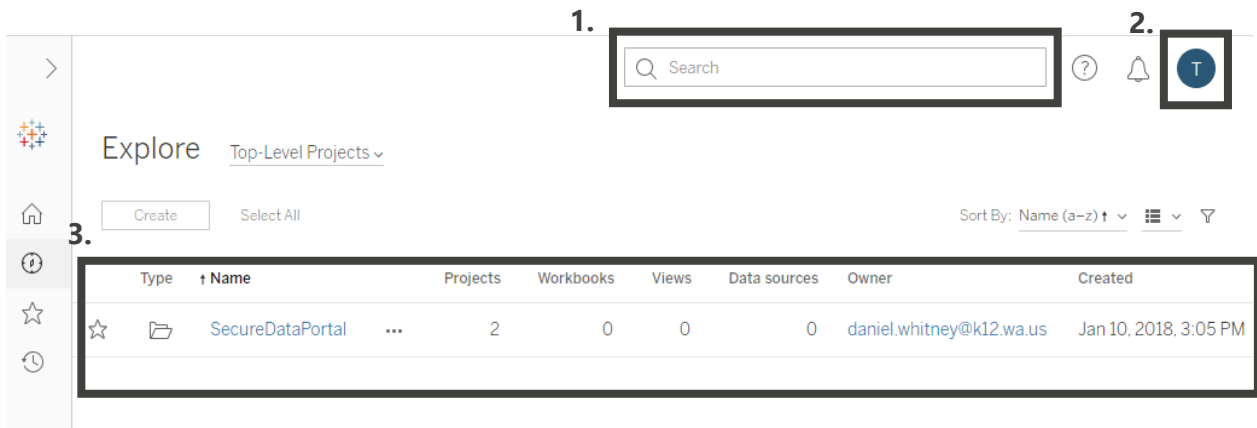 1.
2.
Search
?
T
Explore Top-Level Projects
Create Select All
Sort By: Name (a–z) ↑
3.
Type ↑ Name Projects Workbooks Views Data sources Owner Created
SecureDataPortal ... 2 0 0 0 daniel.whitney@k12.wa.us Jan 10, 2018, 3:05 PM